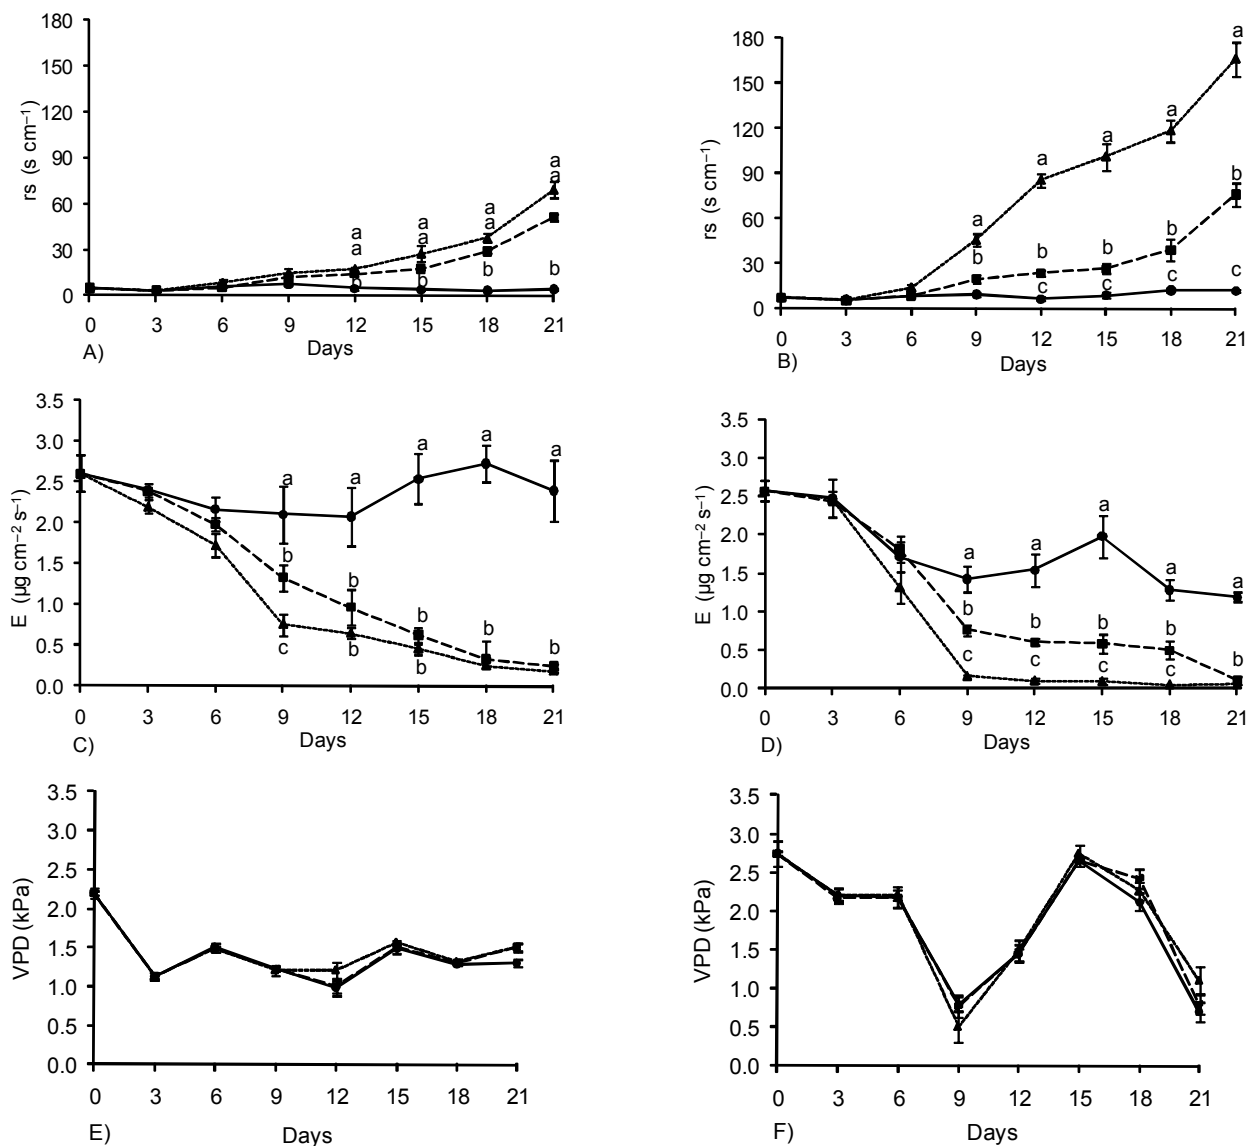 180
150
120
90
60
30
0
rs (s cm⁻¹)
a
a
a
a
a
a
a
a
b
b
b
b
0 3 6 9 12 15 18 21
A)
Days
180
150
120
90
60
30
0
rs (s cm⁻¹)
a
a
a
a
a
b
b
b
b
b
c
c
c
c
0 3 6 9 12 15 18 21
B)
Days
3.5
3.0
2.5
2.0
1.5
1.0
0.5
0.0
E (µg cm⁻² s⁻¹)
a
a
a
a
a
b
b
b
b
b
c
b
b
0 3 6 9 12 15 18 21
C)
Days
3.5
3.0
2.5
2.0
1.5
1.0
0.5
0.0
E (µg cm⁻² s⁻¹)
a
a
a
a
a
b
b
b
b
b
c
c
c
c
0 3 6 9 12 15 18 21
D)
Days
3.5
3.0
2.5
2.0
1.5
1.0
0.5
0.0
VPD (kPa)
0 3 6 9 12 15 18 21
E)
Days
3.5
3.0
2.5
2.0
1.5
1.0
0.5
0.0
VPD (kPa)
0 3 6 9 12 15 18 21
F)
Days